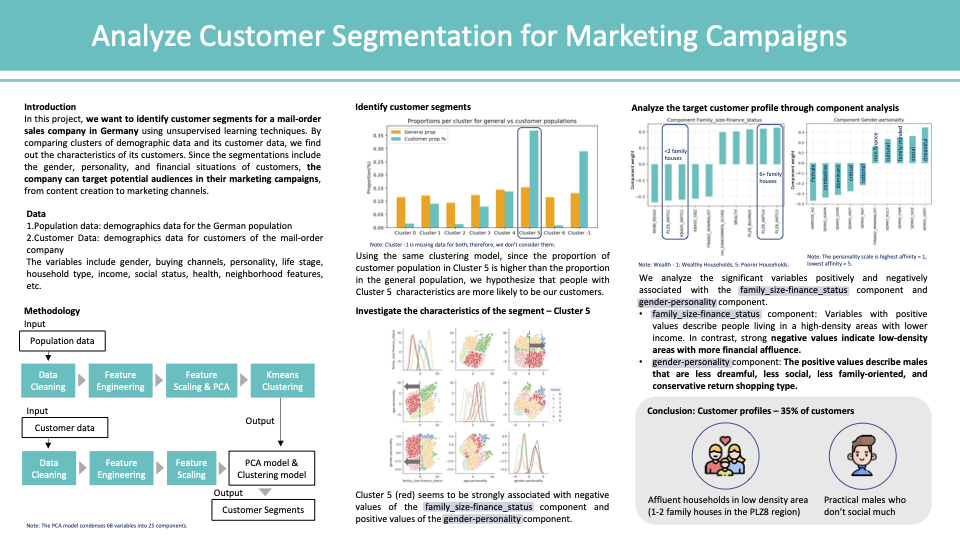 Analyze Customer Segmentation for Marketing Campaigns
Introduction
In this project, we want to identify customer segments for a mail-order
sales company in Germany using unsupervised learning techniques. By
comparing clusters of demographic data and its customer data, we find
out the characteristics of its customers. Since the segmentations include
the gender, personality, and financial situations of customers, the
company can target potential audiences in their marketing campaigns,
from content creation to marketing channels.
Data
1.Population data: demographics data for the German population
2.Customer Data: demographics data for customers of the mail-order
company
The variables include gender, buying channels, personality, life stage,
household type, income, social status, health, neighborhood features,
etc.
Methodology
Input
Population data
Data
Cleaning
Feature
Engineering
Feature
Scaling & PCA
Kmeans
Clustering
Input
Customer data
Output
Data
Cleaning
Feature
Engineering
Feature
Scaling
PCA model &
Clustering model
Output
Customer Segments
Note: The PCA model condenses 68 variables into 25 components.
Identify customer segments
Proportions per cluster for general vs customer populations
General prop
Customer prop %
Proportion(%)
0.35
0.30
0.25
0.20
0.15
0.10
0.05
0.00
Cluster 0 Cluster 1 Cluster 2 Cluster 3 Cluster 4 Cluster 5 Cluster 6 Cluster -1
Note: Cluster -1 is missing data for both; therefore, we don't consider them.
Using the same clustering model, since the proportion of
customer population in Cluster 5 is higher than the proportion
in the general population, we hypothesize that people with
Cluster 5 characteristics are more likely to be our customers.
Investigate the characteristics of the segment – Cluster 5
family_size-finance_status
age-personality
gender-personality
Cluster 5 (red) seems to be strongly associated with negative
values of the family_size-finance_status component and
positive values of the gender-personality component.
Analyze the target customer profile through component analysis
Component Family_size-finance_status
Component weight
0.2
0.1
0.0
<2 family
houses
6+ family
houses
FINANZ_MINIMALIST
WEALTH
Note: Wealth - 1: Wealthy Households, 5: Poorer Households.
Component Gender-personality
Component weight
Female
combative
dominant
critical
rational
mon.finance
cultural
family-minded
social
dreamful
Note: The personality scale is highest affinity = 1,
lowest affinity = 5.
We analyze the significant variables positively and negatively
associated with the family_size-finance_status component and
gender-personality component.
• family_size-finance_status component: Variables with positive
values describe people living in a high-density areas with lower
income. In contrast, strong negative values indicate low-density
areas with more financial affluence.
• gender-personality component: The positive values describe males
that are less dreamful, less social, less family-oriented, and
conservative return shopping type.
Conclusion: Customer profiles – 35% of customers
Affluent households in low density area
(1-2 family houses in the PLZ8 region)
Practical males who
don't social much